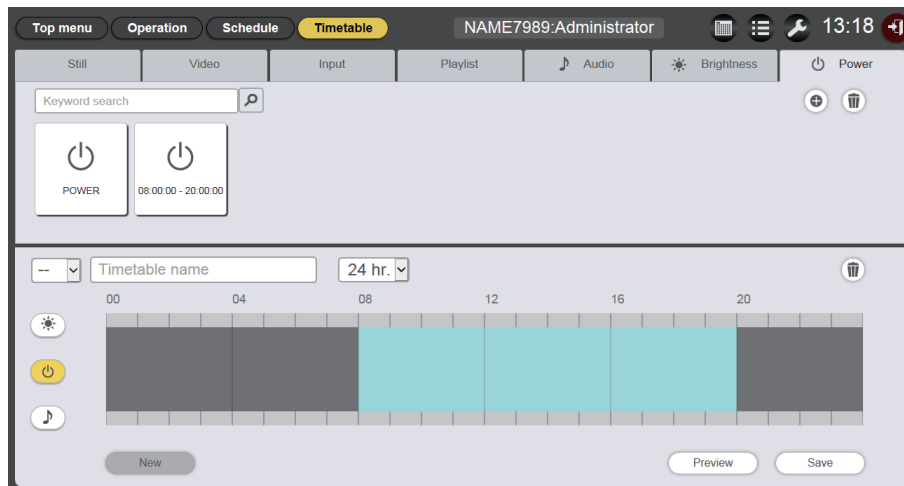 Top menu Operation Schedule Timetable NAME7989:Administrator 13:18
Still Video Input Playlist Audio Brightness Power
Keyword search
POWER 08:00:00 - 20:00:00
-- Timetable name 24 hr.
00 04 08 12 16 20
New Preview Save